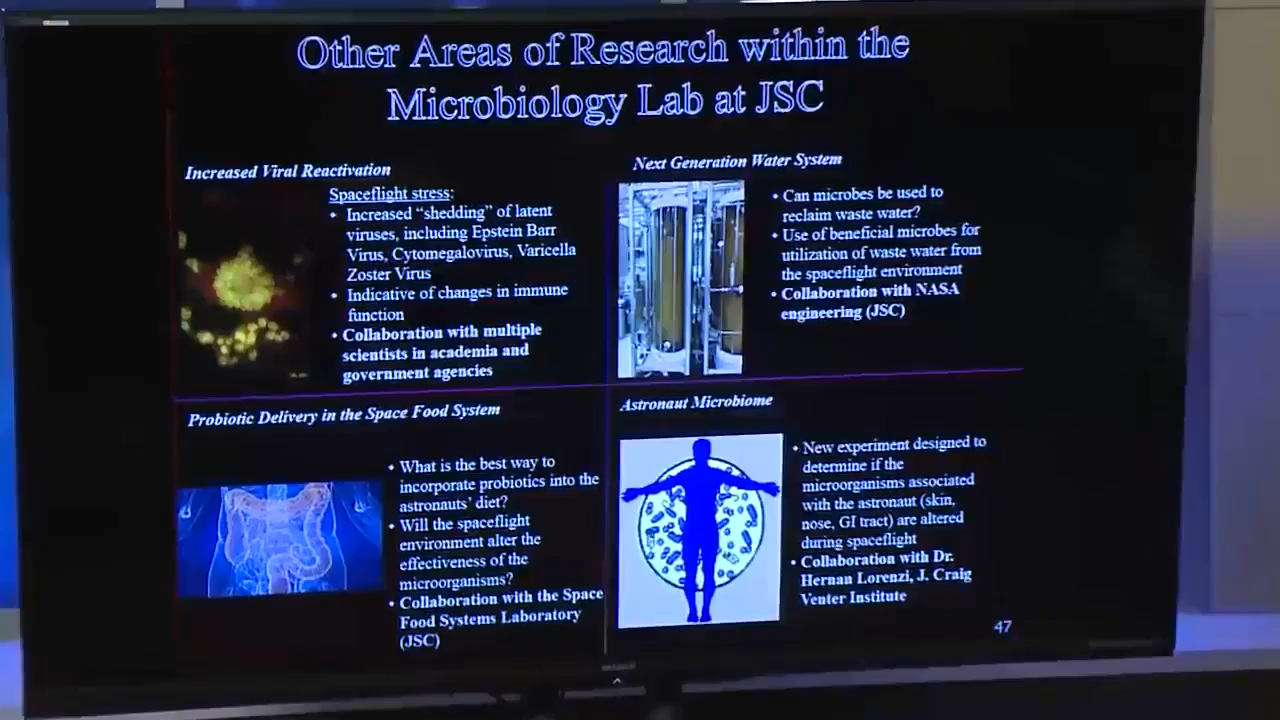 Other Areas of Research within the
Microbiology Lab at JSC
Increased Viral Reactivation
Spaceflight stress:
• Increased “shedding” of latent
viruses, including Epstein Barr
Virus, Cytomegalovirus, Varicella
Zoster Virus
• Indicative of changes in immune
function
• Collaboration with multiple
scientists in academia and
government agencies
Next Generation Water System
• Can microbes be used to
reclaim waste water?
• Use of beneficial microbes for
utilization of waste water from
the spaceflight environment
• Collaboration with NASA
engineering (JSC)
Probiotic Delivery in the Space Food System
• What is the best way to
incorporate probiotics into the
astronauts’ diet?
• Will the spaceflight
environment alter the
effectiveness of the
microorganisms?
• Collaboration with the Space
Food Systems Laboratory
(JSC)
Astronaut Microbiome
• New experiment designed to
determine if the
microorganisms associated
with the astronaut (skin,
nose, GI tract) are altered
during spaceflight
• Collaboration with Dr.
Hernan Lorenzi, J. Craig
Venter Institute
47